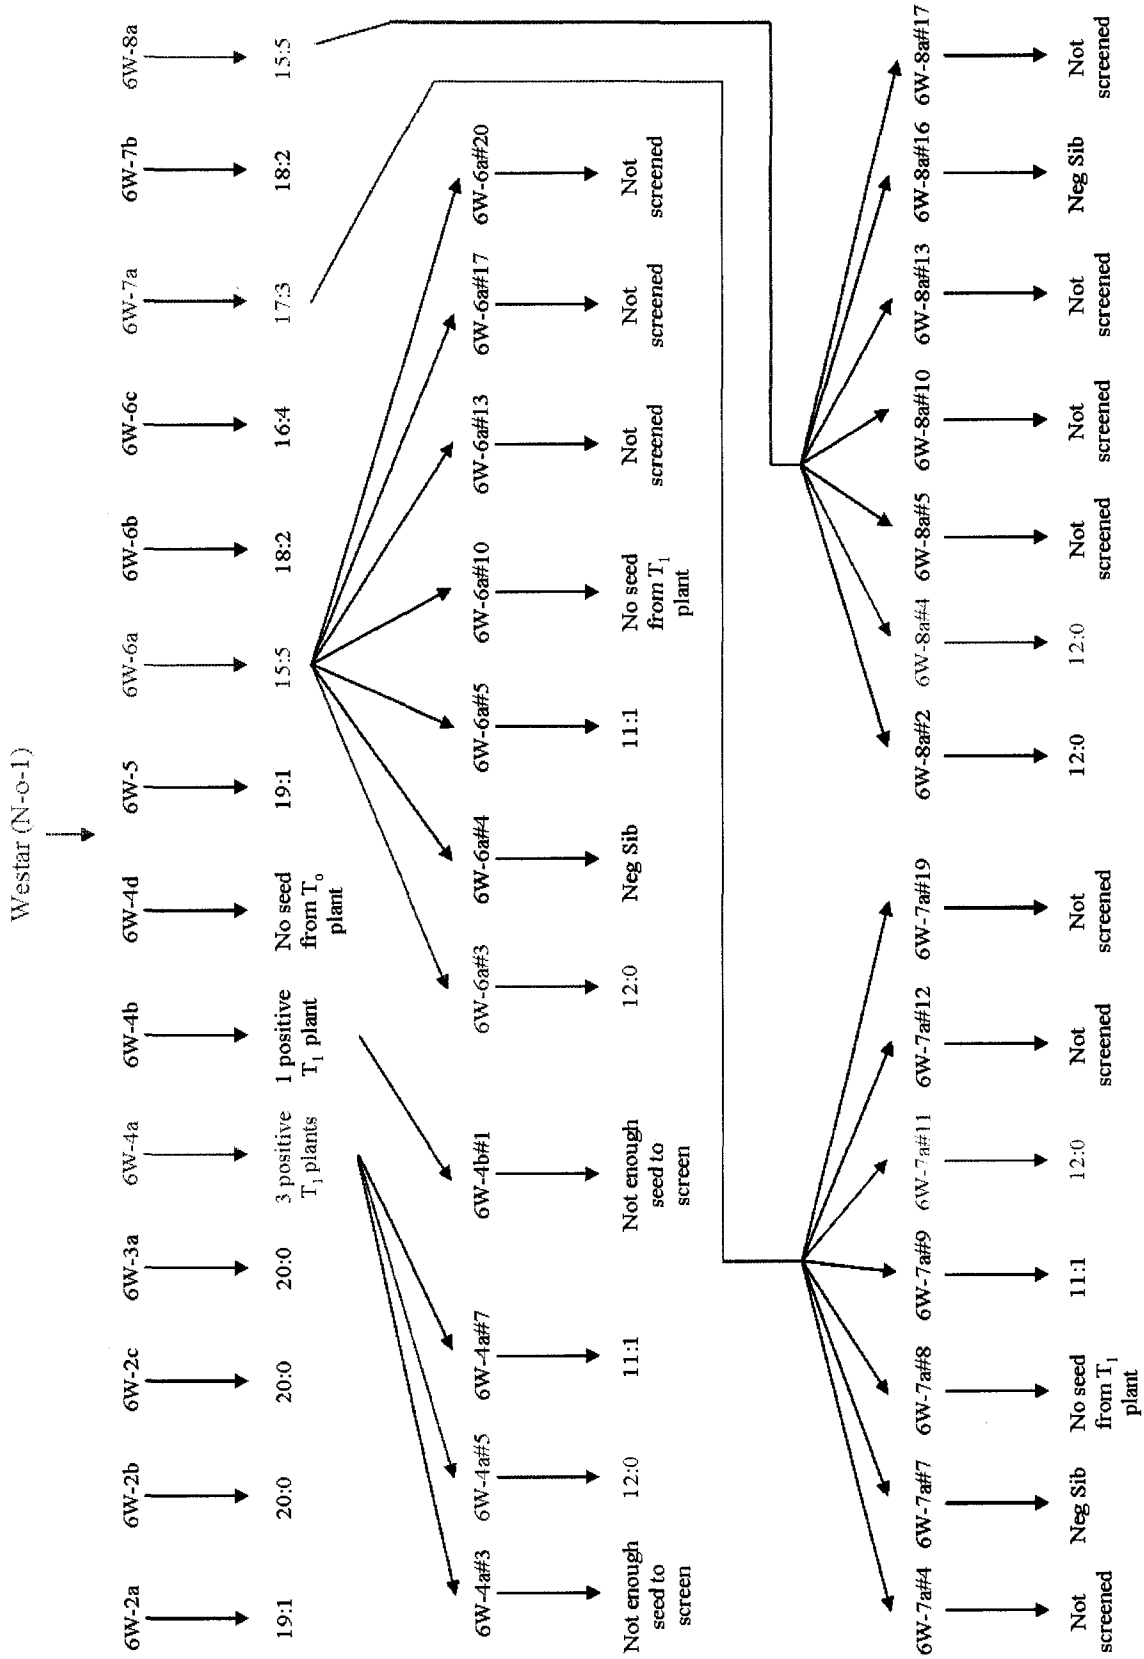 Westar (N-o-1)
6W-2a
6W-2b
6W-2c
6W-3a
6W-4a
6W-4b
6W-4d
6W-5
6W-6a
6W-6b
6W-6c
6W-7a
6W-7b
6W-8a
19:1
20:0
20:0
20:0
3 positive
T1 plants
1 positive
T1 plant
No seed
from To
plant
19:1
15:5
18:2
16:4
17:3
18:2
15:5
6W-4a#3
6W-4a#5
6W-4a#7
6W-4b#1
6W-6a#3
6W-6a#4
6W-6a#5
6W-6a#10
6W-6a#13
6W-6a#17
6W-6a#20
Not enough
seed to
screen
12:0
11:1
Not enough
seed to
screen
12:0
Neg Sib
11:1
No seed
from T1
plant
Not
screened
Not
screened
Not
screened
6W-7a#4
6W-7a#7
6W-7a#8
6W-7a#9
6W-7a#11
6W-7a#12
6W-7a#19
6W-8a#2
6W-8a#4
6W-8a#5
6W-8a#10
6W-8a#13
6W-8a#16
6W-8a#17
Not
screened
Neg Sib
No seed
from T1
plant
11:1
12:0
Not
screened
Not
screened
12:0
12:0
Not
screened
Not
screened
Not
screened
Neg Sib
Not
screened